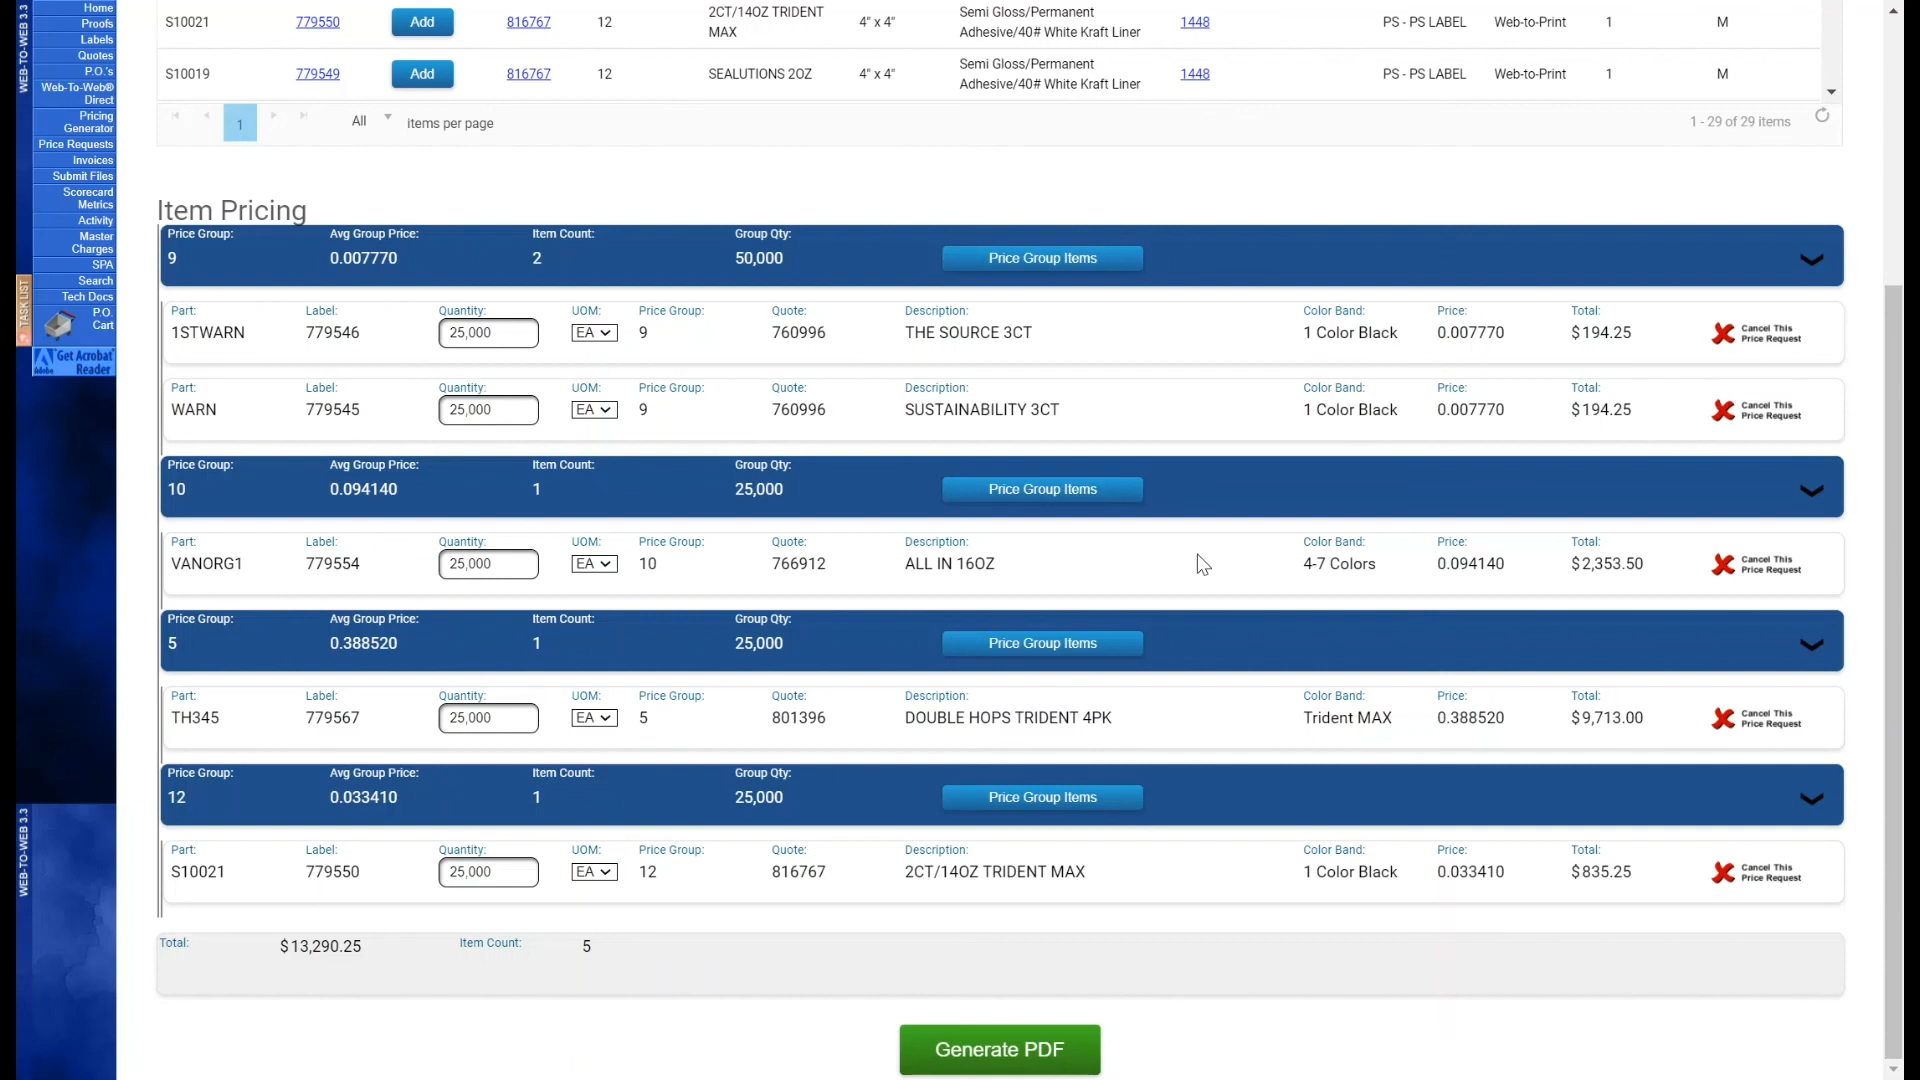 WEB-TO-WEB 3.3
Home
Proofs
Labels
Quotes
P.O.'s
Web-To-Web®
Direct
Pricing
Generator
Price Requests
Invoices
Submit Files
Scorecard
Metrics
Activity
Master
Charges
SPA
Search
Tech Docs
P.O.
Cart
TASK LIST
Get Acrobat
Reader
Adobe
WEB-TO-WEB 3.3
S10021 779550 Add 816767 12 2CT/14OZ TRIDENT MAX 4" x 4" Semi Gloss/Permanent Adhesive/40# White Kraft Liner 1448 PS - PS LABEL Web-to-Print 1 M
S10019 779549 Add 816767 12 SEALUTIONS 2OZ 4" x 4" Semi Gloss/Permanent Adhesive/40# White Kraft Liner 1448 PS - PS LABEL Web-to-Print 1 M
1 All items per page 1 - 29 of 29 items
Item Pricing
Price Group: Avg Group Price: Item Count: Group Qty:
9 0.007770 2 50,000 Price Group Items
Part: Label: Quantity: UOM: Price Group: Quote: Description: Color Band: Price: Total:
1STWARN 779546 25,000 EA 9 760996 THE SOURCE 3CT 1 Color Black 0.007770 $194.25 Cancel This Price Request
Part: Label: Quantity: UOM: Price Group: Quote: Description: Color Band: Price: Total:
WARN 779545 25,000 EA 9 760996 SUSTAINABILITY 3CT 1 Color Black 0.007770 $194.25 Cancel This Price Request
Price Group: Avg Group Price: Item Count: Group Qty:
10 0.094140 1 25,000 Price Group Items
Part: Label: Quantity: UOM: Price Group: Quote: Description: Color Band: Price: Total:
VANORG1 779554 25,000 EA 10 766912 ALL IN 16OZ 4-7 Colors 0.094140 $2,353.50 Cancel This Price Request
Price Group: Avg Group Price: Item Count: Group Qty:
5 0.388520 1 25,000 Price Group Items
Part: Label: Quantity: UOM: Price Group: Quote: Description: Color Band: Price: Total:
TH345 779567 25,000 EA 5 801396 DOUBLE HOPS TRIDENT 4PK Trident MAX 0.388520 $9,713.00 Cancel This Price Request
Price Group: Avg Group Price: Item Count: Group Qty:
12 0.033410 1 25,000 Price Group Items
Part: Label: Quantity: UOM: Price Group: Quote: Description: Color Band: Price: Total:
S10021 779550 25,000 EA 12 816767 2CT/14OZ TRIDENT MAX 1 Color Black 0.033410 $835.25 Cancel This Price Request
Total: $13,290.25 Item Count: 5
Generate PDF